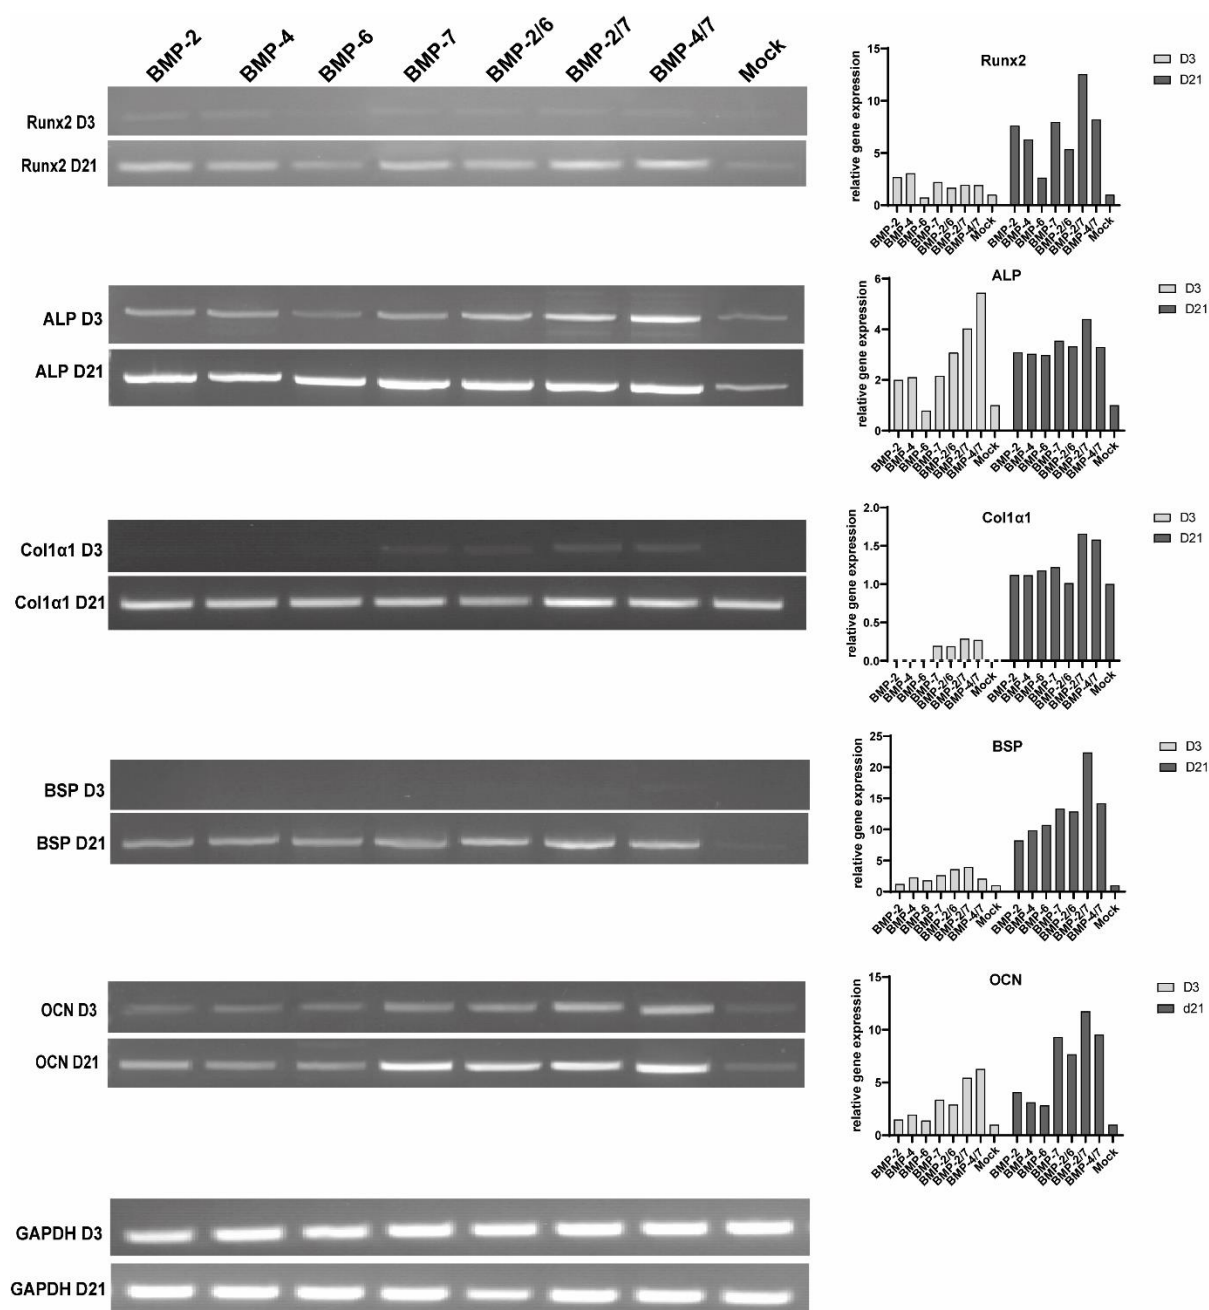 BMP-2
BMP-4
BMP-6
BMP-7
BMP-2/6
BMP-2/7
BMP-4/7
Mock
Runx2 D3
Runx2 D21
ALP D3
ALP D21
Col1α1 D3
Col1α1 D21
BSP D3
BSP D21
OCN D3
OCN D21
GAPDH D3
GAPDH D21
Runx2
D3
D21
relative gene expression
15
10
5
0
BMP-2
BMP-4
BMP-6
BMP-7
BMP-2/6
BMP-2/7
BMP-4/7
Mock
BMP-2
BMP-4
BMP-6
BMP-7
BMP-2/6
BMP-2/7
BMP-4/7
Mock
ALP
D3
D21
relative gene expression
6
4
2
0
BMP-2
BMP-4
BMP-6
BMP-7
BMP-2/6
BMP-2/7
BMP-4/7
Mock
BMP-2
BMP-4
BMP-6
BMP-7
BMP-2/6
BMP-2/7
BMP-4/7
Mock
Col1α1
D3
D21
relative gene expression
2.0
1.5
1.0
0.5
0.0
BMP-2
BMP-4
BMP-6
BMP-7
BMP-2/6
BMP-2/7
BMP-4/7
Mock
BMP-2
BMP-4
BMP-6
BMP-7
BMP-2/6
BMP-2/7
BMP-4/7
Mock
BSP
D3
D21
relative gene expression
25
20
15
10
5
0
BMP-2
BMP-4
BMP-6
BMP-7
BMP-2/6
BMP-2/7
BMP-4/7
Mock
BMP-2
BMP-4
BMP-6
BMP-7
BMP-2/6
BMP-2/7
BMP-4/7
Mock
OCN
D3
d21
relative gene expression
15
10
5
0
BMP-2
BMP-4
BMP-6
BMP-7
BMP-2/6
BMP-2/7
BMP-4/7
Mock
BMP-2
BMP-4
BMP-6
BMP-7
BMP-2/6
BMP-2/7
BMP-4/7
Mock